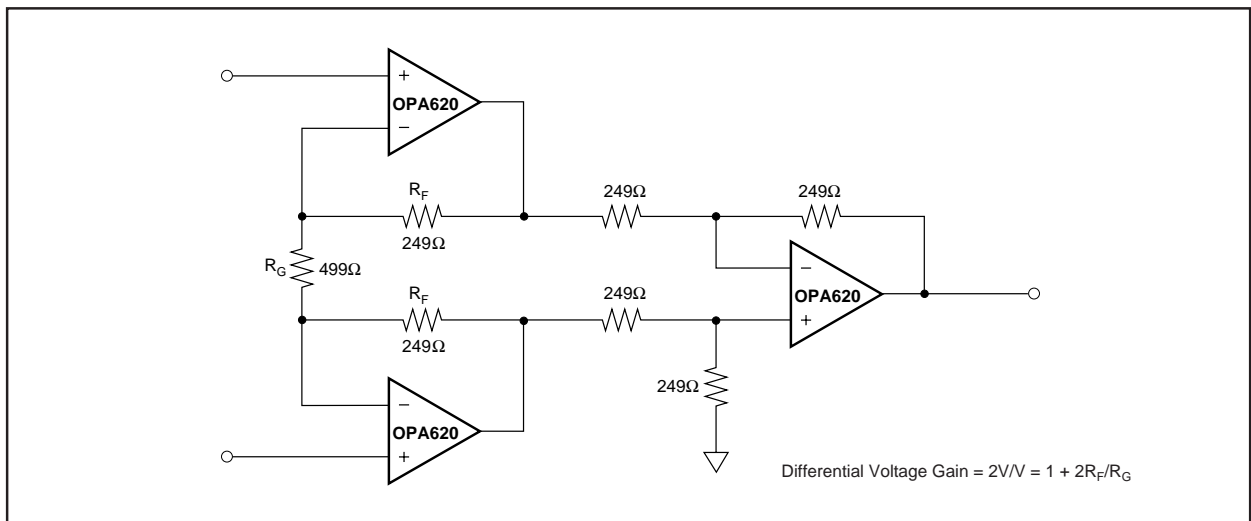 +
OPA620
−
R_F
249Ω
249Ω
249Ω
R_G
499Ω
−
OPA620
+
R_F
249Ω
249Ω
249Ω
−
OPA620
+
Differential Voltage Gain = 2V/V = 1 + 2R_F/R_G